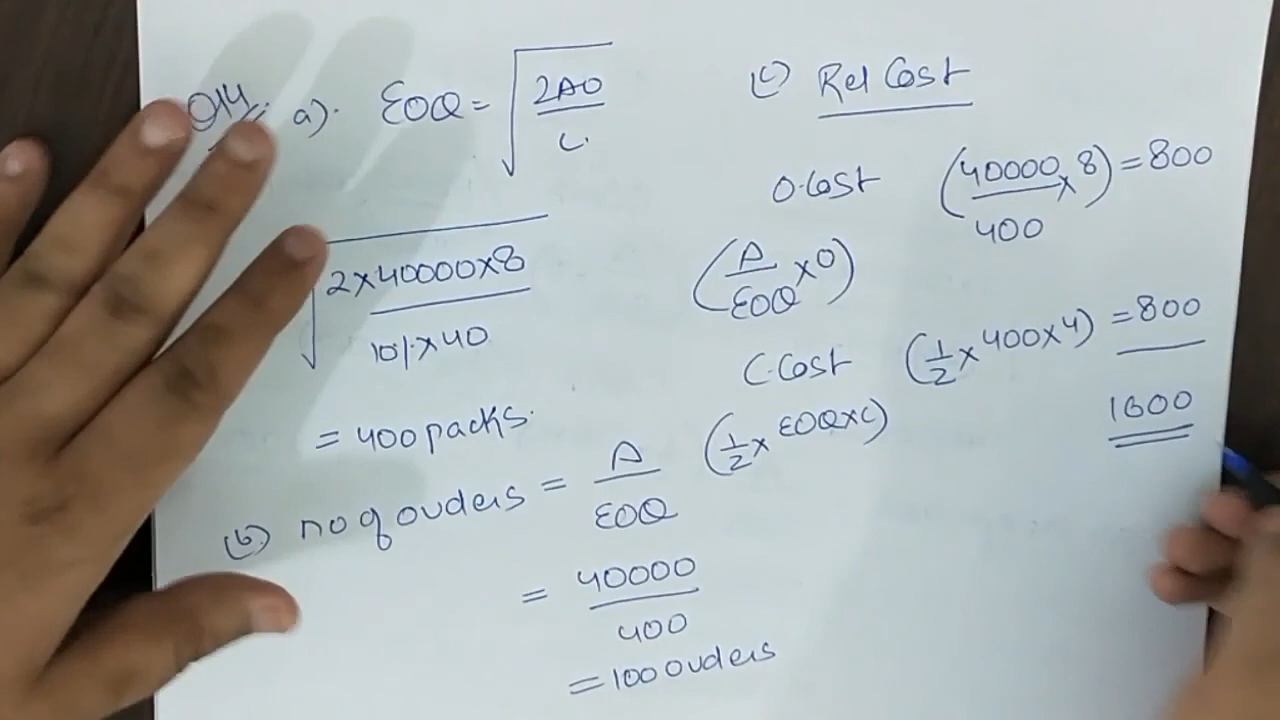 Q14 a). EOQ = √(2AO / C.)
√(2×40000×8 / 10%×40)
= 400 packs.
(b) no of orders = A / EOQ
= 40000 / 400
= 100 orders
(c) Rel Cost
O.Cost (40000 / 400 × 8) = 800
(A / EOQ × O)
C.Cost (1/2 × 400 × 4) = 800
(1/2 × EOQ × C)
1600